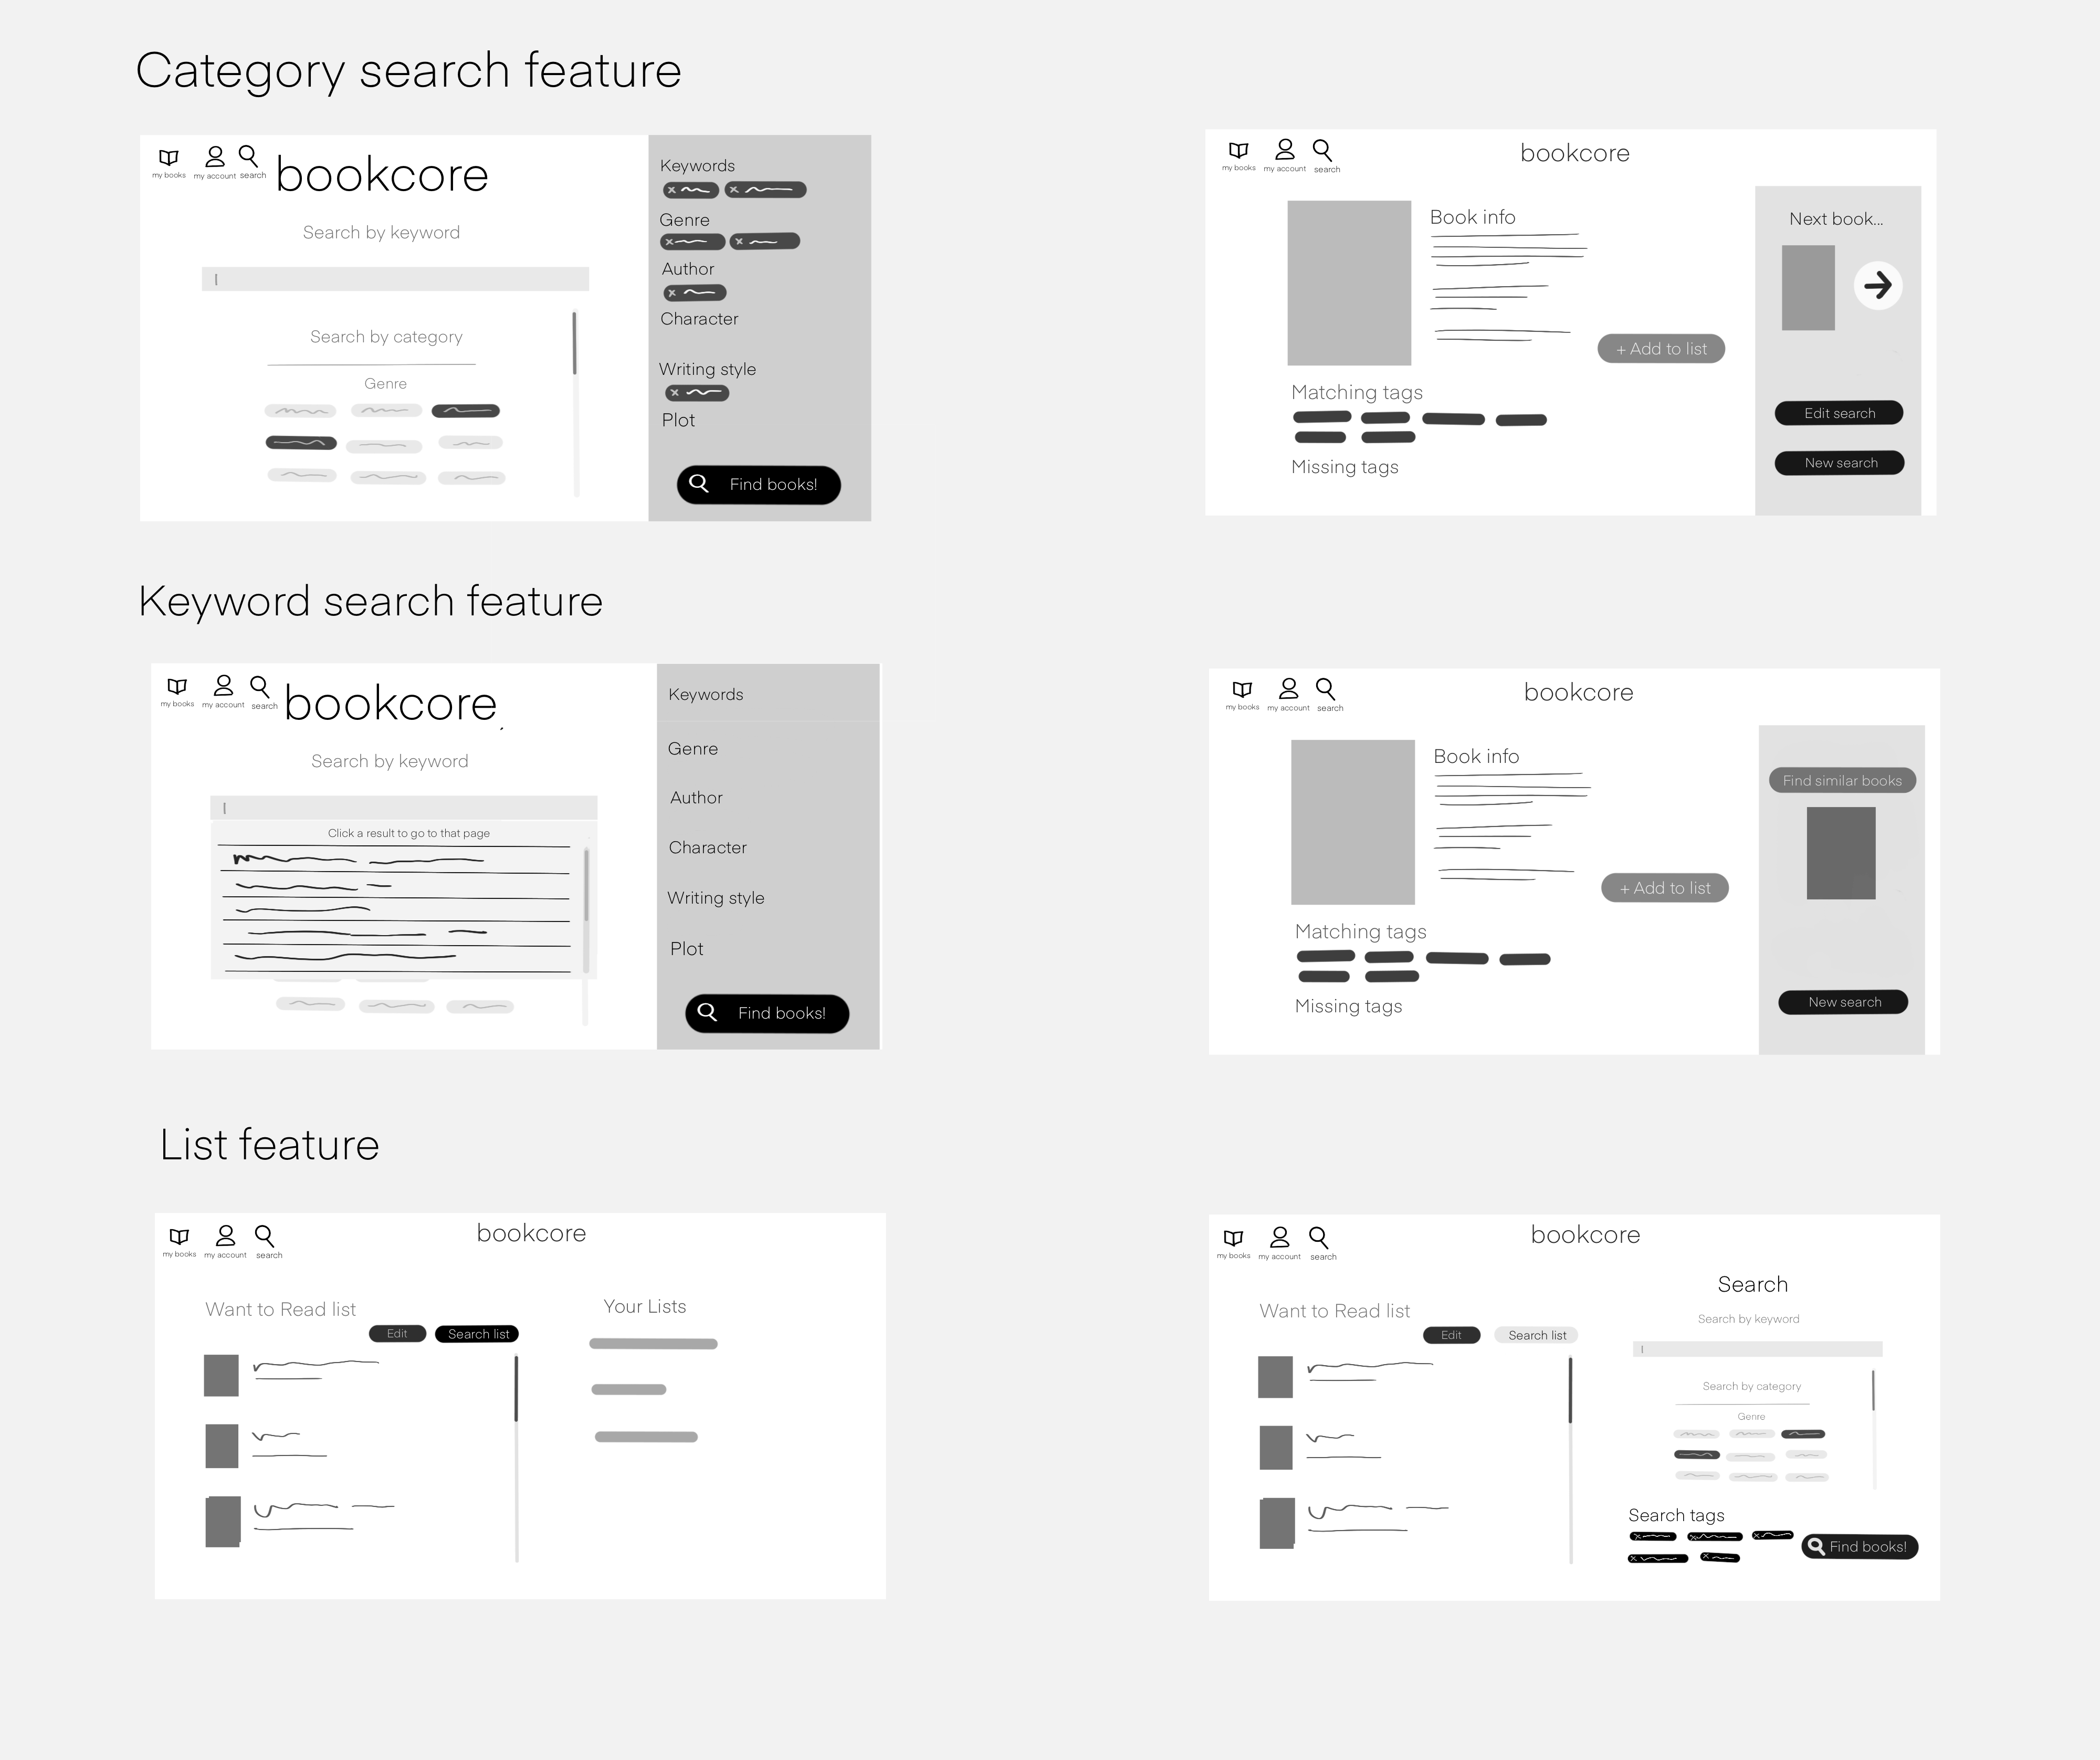 Category search feature
my books
my account
search
bookcore
Search by keyword
Search by category
Genre
Keywords
Genre
Author
Character
Writing style
Plot
Find books!
my books
my account
search
bookcore
Book info
+ Add to list
Matching tags
Missing tags
Next book...
Edit search
New search
Keyword search feature
my books
my account
search
bookcore
Search by keyword
Click a result to go to that page
Keywords
Genre
Author
Character
Writing style
Plot
Find books!
my books
my account
search
bookcore
Book info
+ Add to list
Matching tags
Missing tags
Find similar books
New search
List feature
my books
my account
search
bookcore
Want to Read list
Edit
Search list
Your Lists
my books
my account
search
bookcore
Want to Read list
Edit
Search list
Search
Search by keyword
Search by category
Genre
Search tags
Find books!